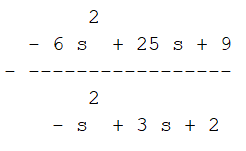 2
- 6 s + 25 s + 9
- -----------------
2
- s + 3 s + 2